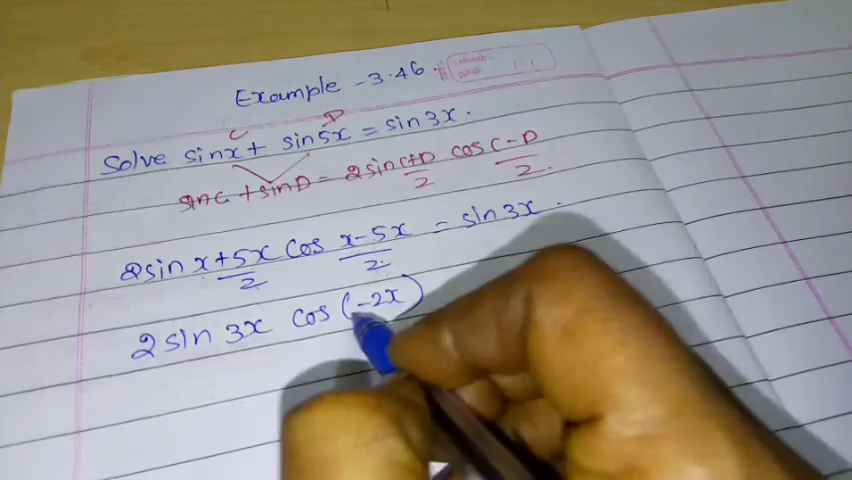 Example - 3.46.
C D
Solve sinx + sin5x = sin3x.
sinC + sinD = 2sin C+D/2 cos C-D/2.
2sin x+5x/2 cos x-5x/2 = sin3x.
2 sin 3x cos (-2x)